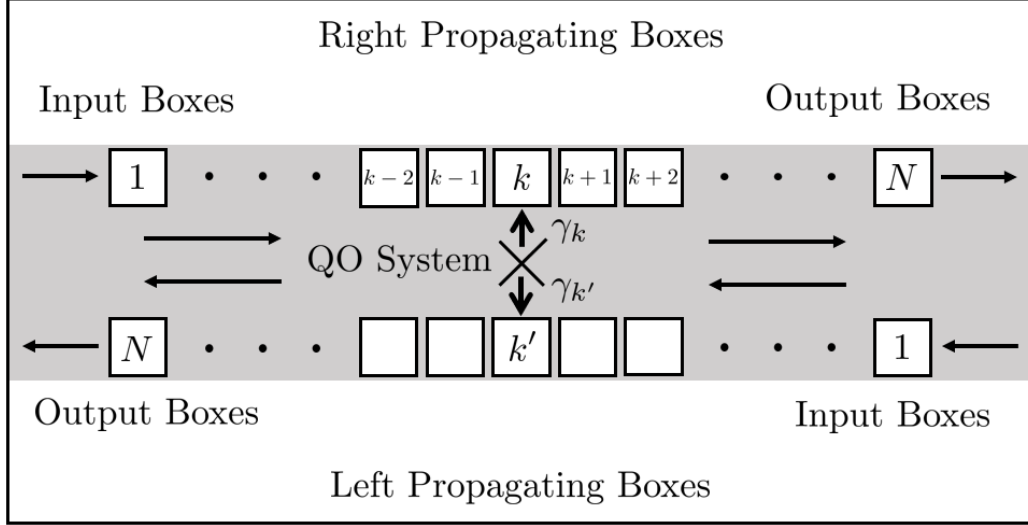 Right Propagating Boxes
Input Boxes
Output Boxes
1 · · · k − 2 k − 1 k k + 1 k + 2 · · · N
γk
QO System
γk′
N · · · k′ · · · 1
Output Boxes
Input Boxes
Left Propagating Boxes